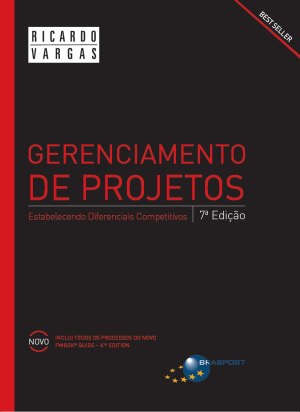 RICARDO
VARGAS
BEST SELLER
GERENCIAMENTO
DE PROJETOS
Estabelecendo Diferenciais Competitivos | 7ª Edição
NOVO
INCLUI TODOS OS PROCESSOS DO NOVO
PMBOK® GUIDE – 4TH EDITION
BRASPORT